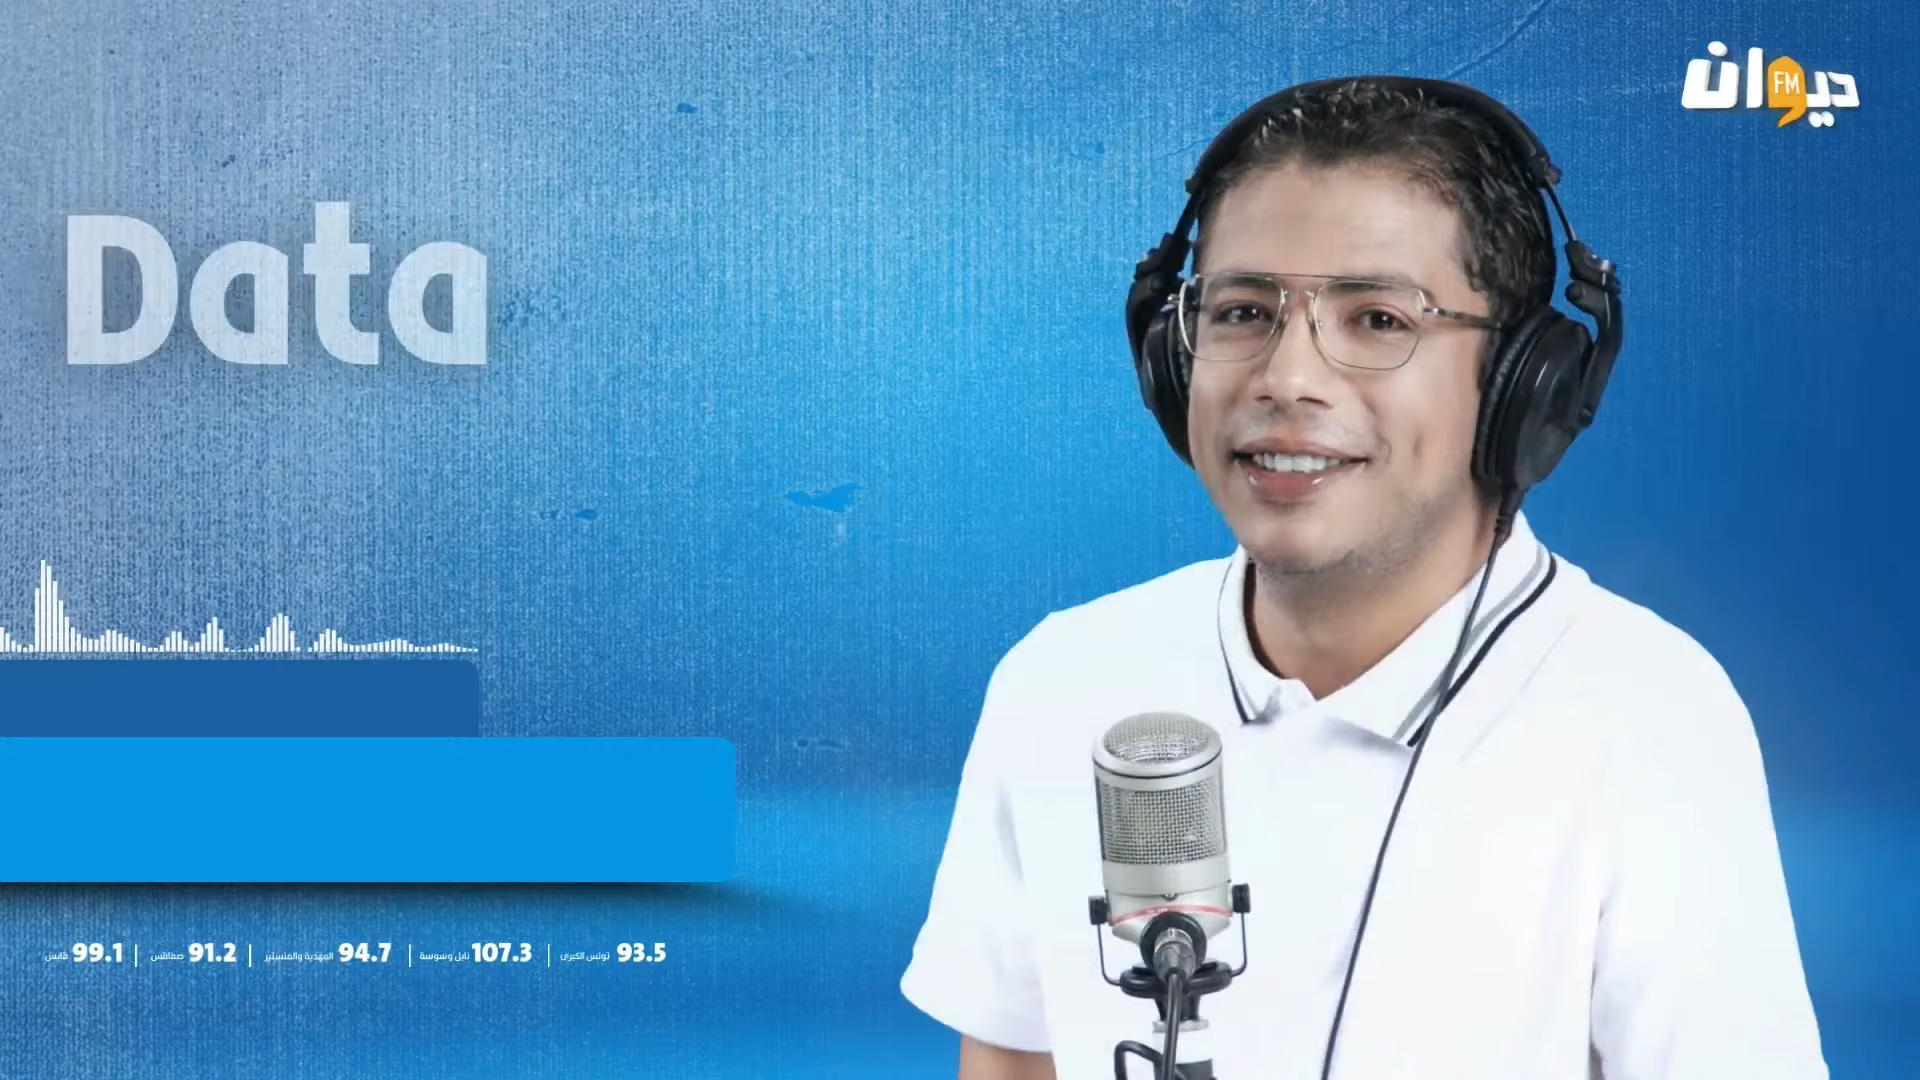 ديوان FM
Data
99.1 قابس | 91.2 صفاقس | 94.7 المهدية والمنستير | 107.3 نابل وسوسة | 93.5 تونس الكبرى